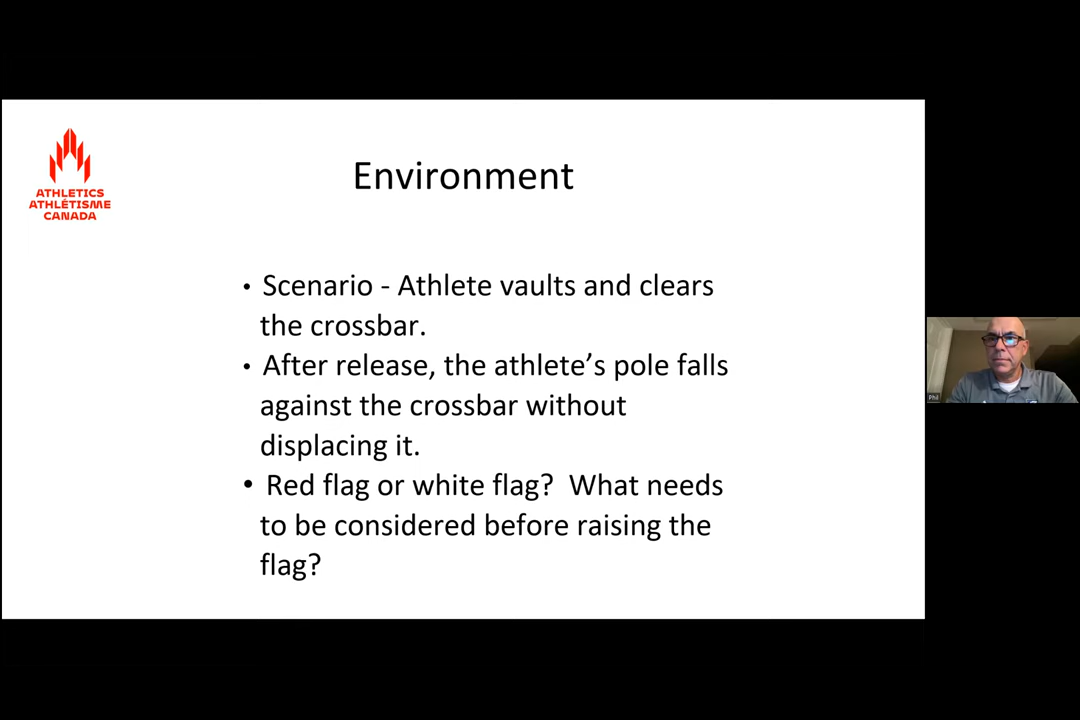 ATHLETICS
ATHLÉTISME
CANADA
Environment
• Scenario - Athlete vaults and clears
the crossbar.
• After release, the athlete’s pole falls
against the crossbar without
displacing it.
• Red flag or white flag?  What needs
to be considered before raising the
flag?
Phil